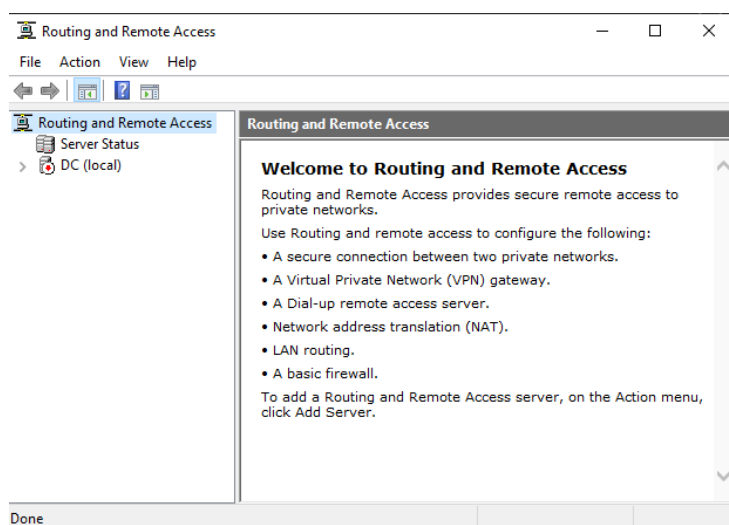 Routing and Remote Access
File Action View Help
Routing and Remote Access
Server Status
DC (local)
Routing and Remote Access
Welcome to Routing and Remote Access
Routing and Remote Access provides secure remote access to
private networks.
Use Routing and remote access to configure the following:
• A secure connection between two private networks.
• A Virtual Private Network (VPN) gateway.
• A Dial-up remote access server.
• Network address translation (NAT).
• LAN routing.
• A basic firewall.
To add a Routing and Remote Access server, on the Action menu,
click Add Server.
Done